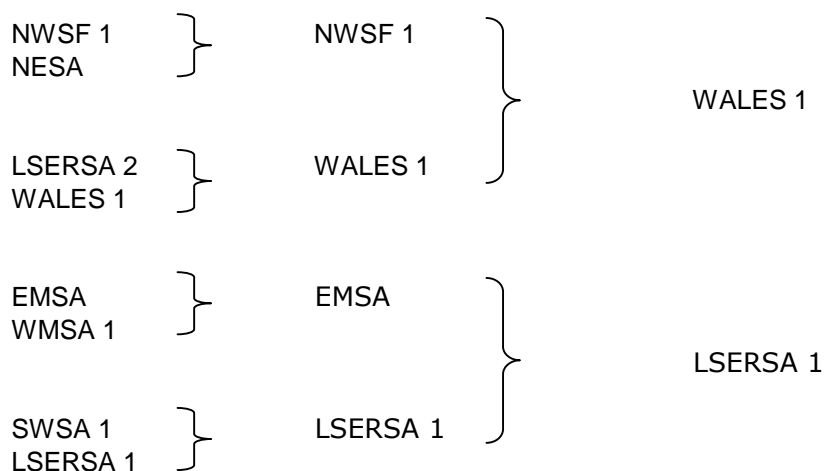 NWSF 1
NESA
NWSF 1
WALES 1
LSERSA 2
WALES 1
WALES 1
EMSA
WMSA 1
EMSA
LSERSA 1
SWSA 1
LSERSA 1
LSERSA 1